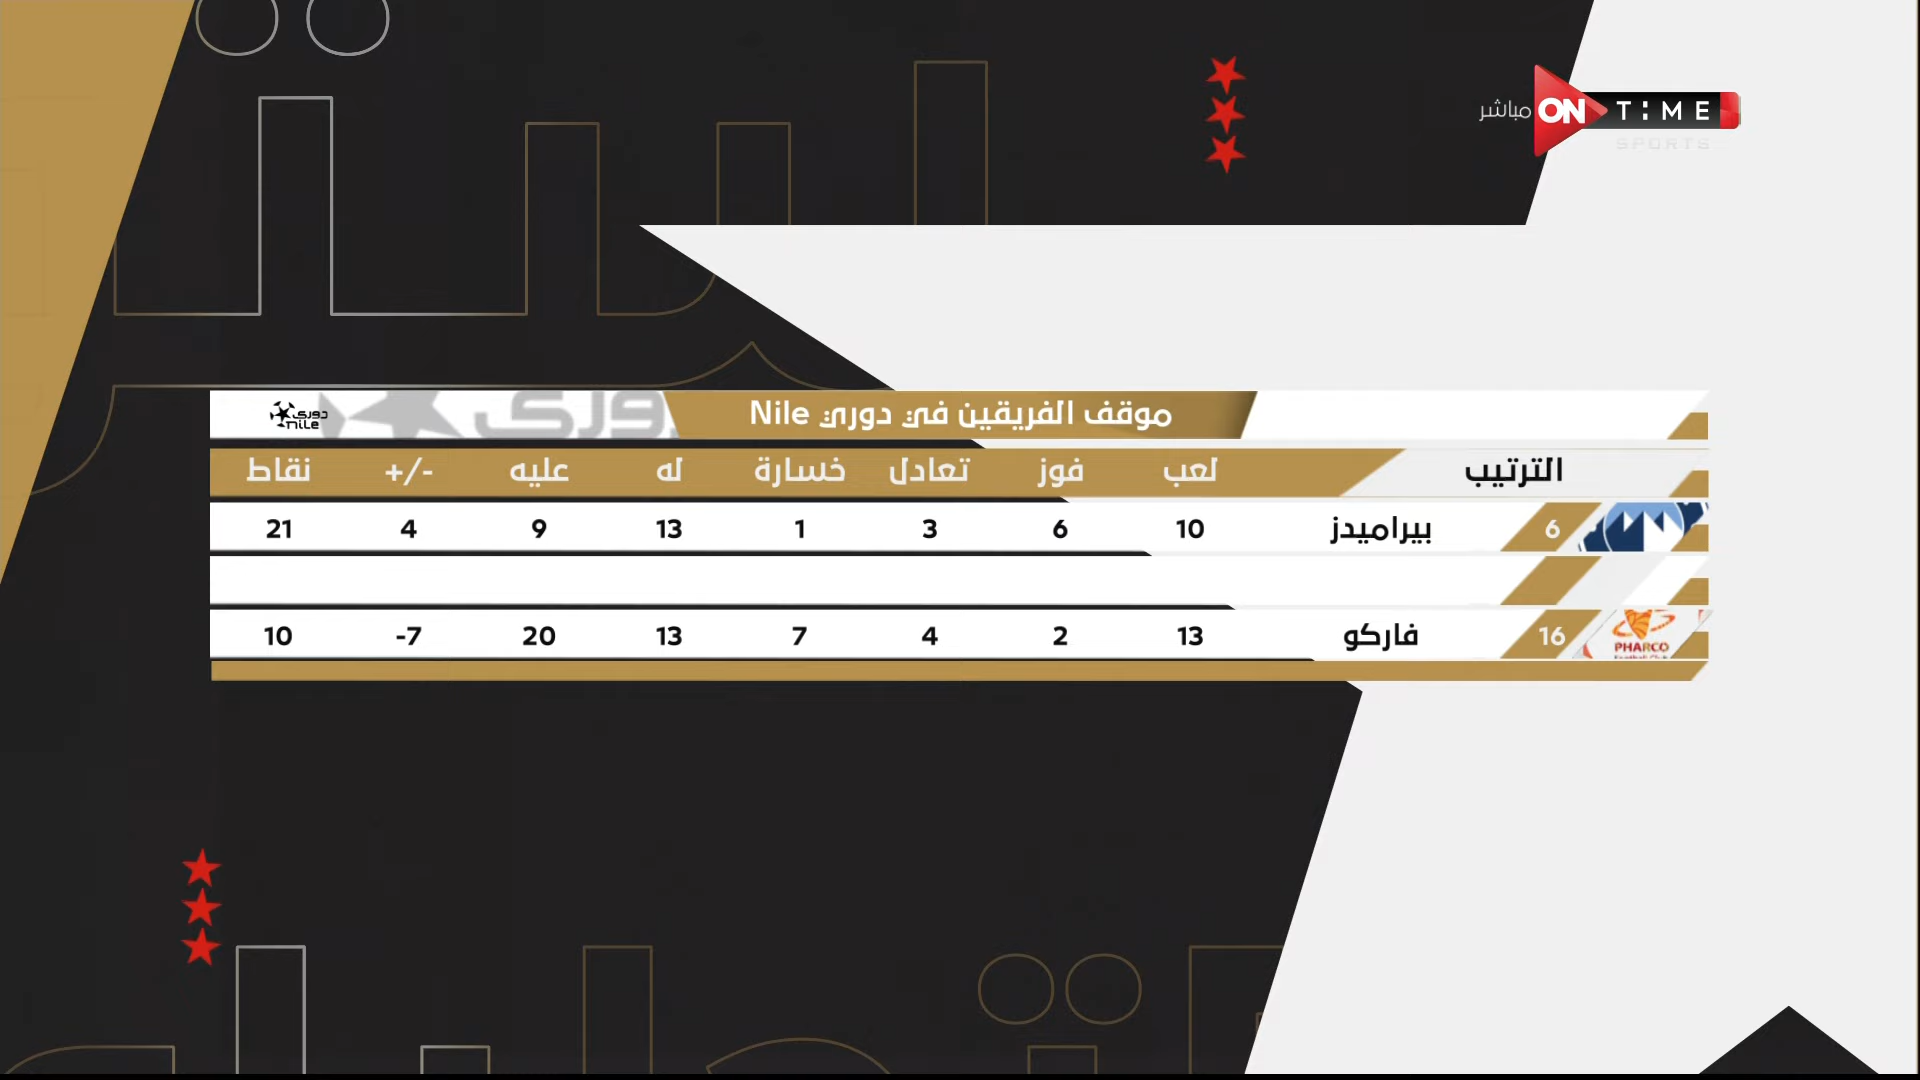 مباشر ON TIME
SPORTS
موقف الفريقين في دوري Nile
دوري
دوري nile
الترتيب لعب فوز تعادل خسارة له عليه +/- نقاط
6 بيراميدز 10 6 3 1 13 9 4 21
PHARCO 16 فاركو 13 2 4 7 13 20 -7 10